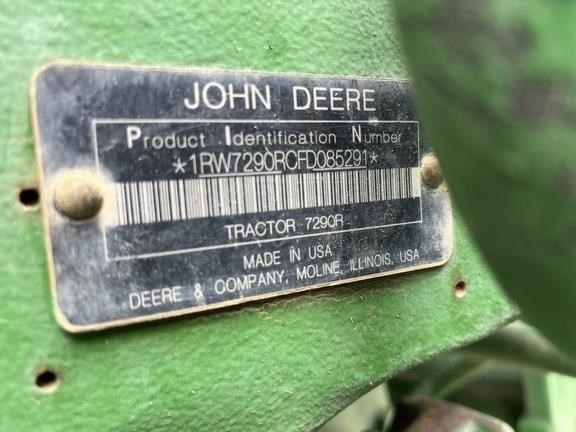 JOHN DEERE
Product Identification Number
*1RW7290RCFD085291*
TRACTOR 7290R
MADE IN USA
DEERE & COMPANY, MOLINE, ILLINOIS, USA